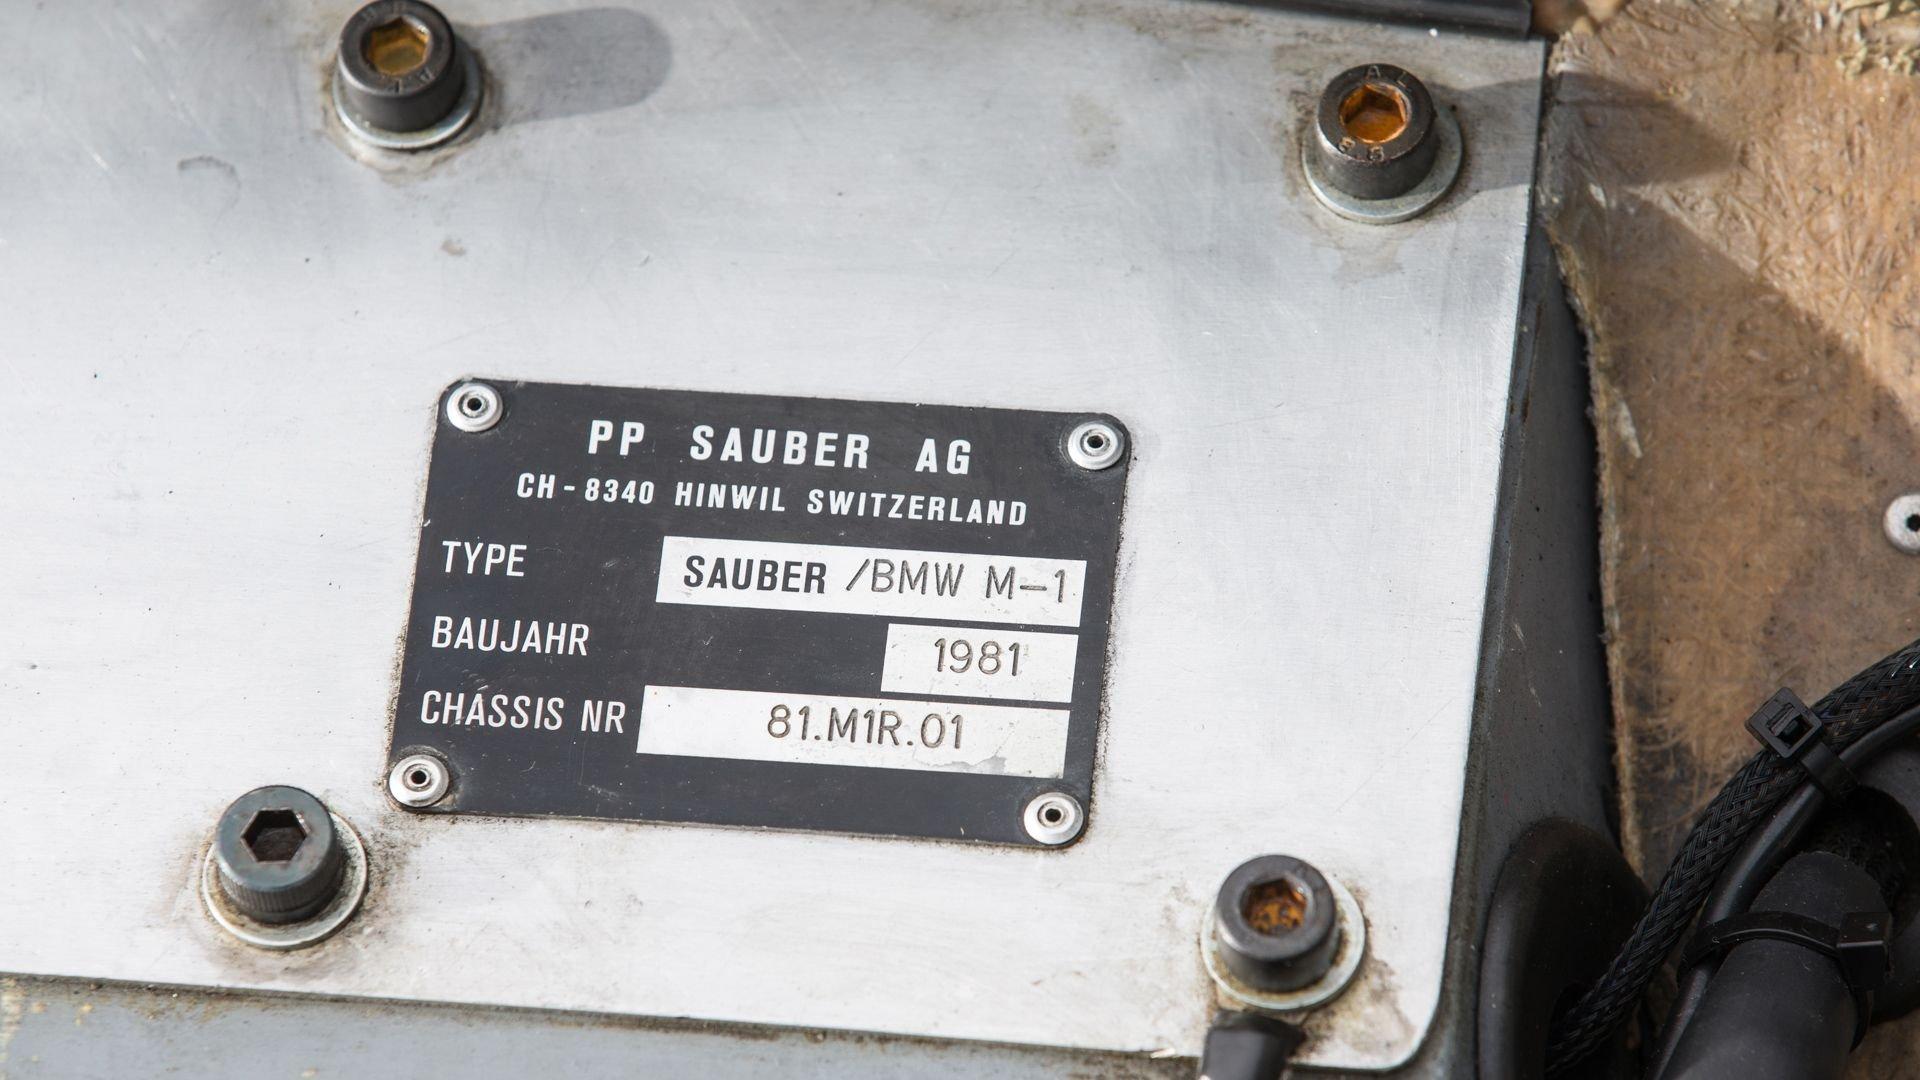 PP SAUBER AG
CH-8340 HINWIL SWITZERLAND
TYPE SAUBER /BMW M-1
BAUJAHR 1981
CHASSIS NR 81.M1R.01